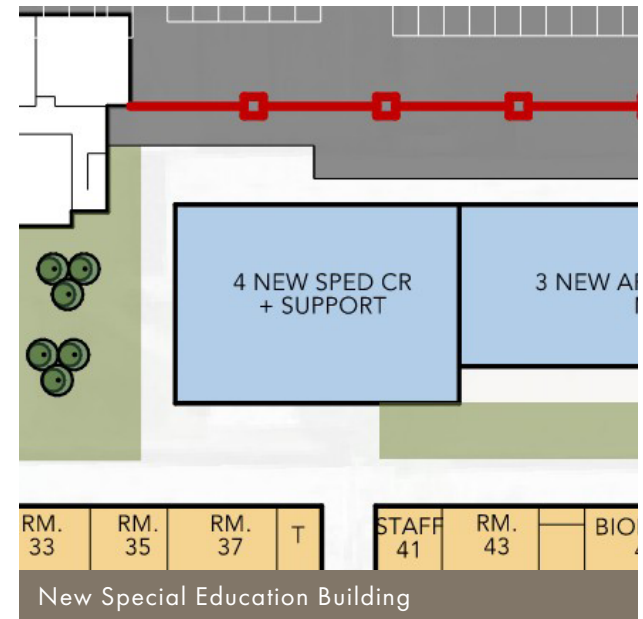 4 NEW SPED CR
+ SUPPORT
3 NEW
RM.
33
RM.
35
RM.
37
T
STAFF
41
RM.
43
New Special Education Building